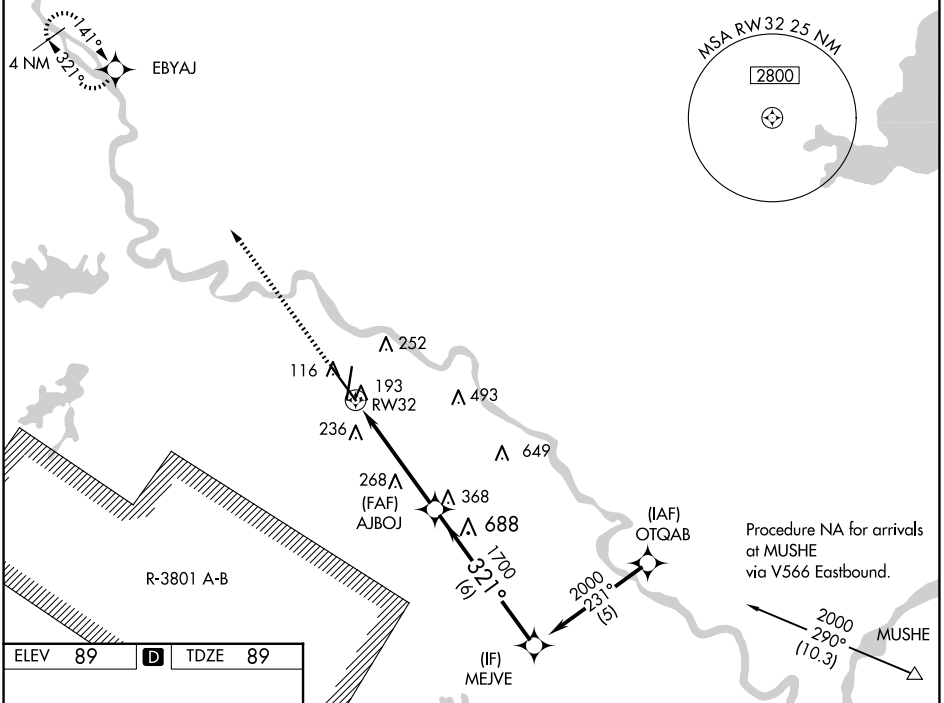 141°
321°
4 NM
EBYAJ
MSA RW32 25 NM
2800
252
116
193
RW32
493
236
649
268
368
(FAF)
AJBOJ
688
1700
321°
(6)
(IAF)
OTQAB
2000
231°
(5)
(IF)
MEJVE
Procedure NA for arrivals
at MUSHE
via V566 Eastbound.
2000
290°
(10.3)
MUSHE
R-3801 A-B
ELEV 89 D TDZE 89